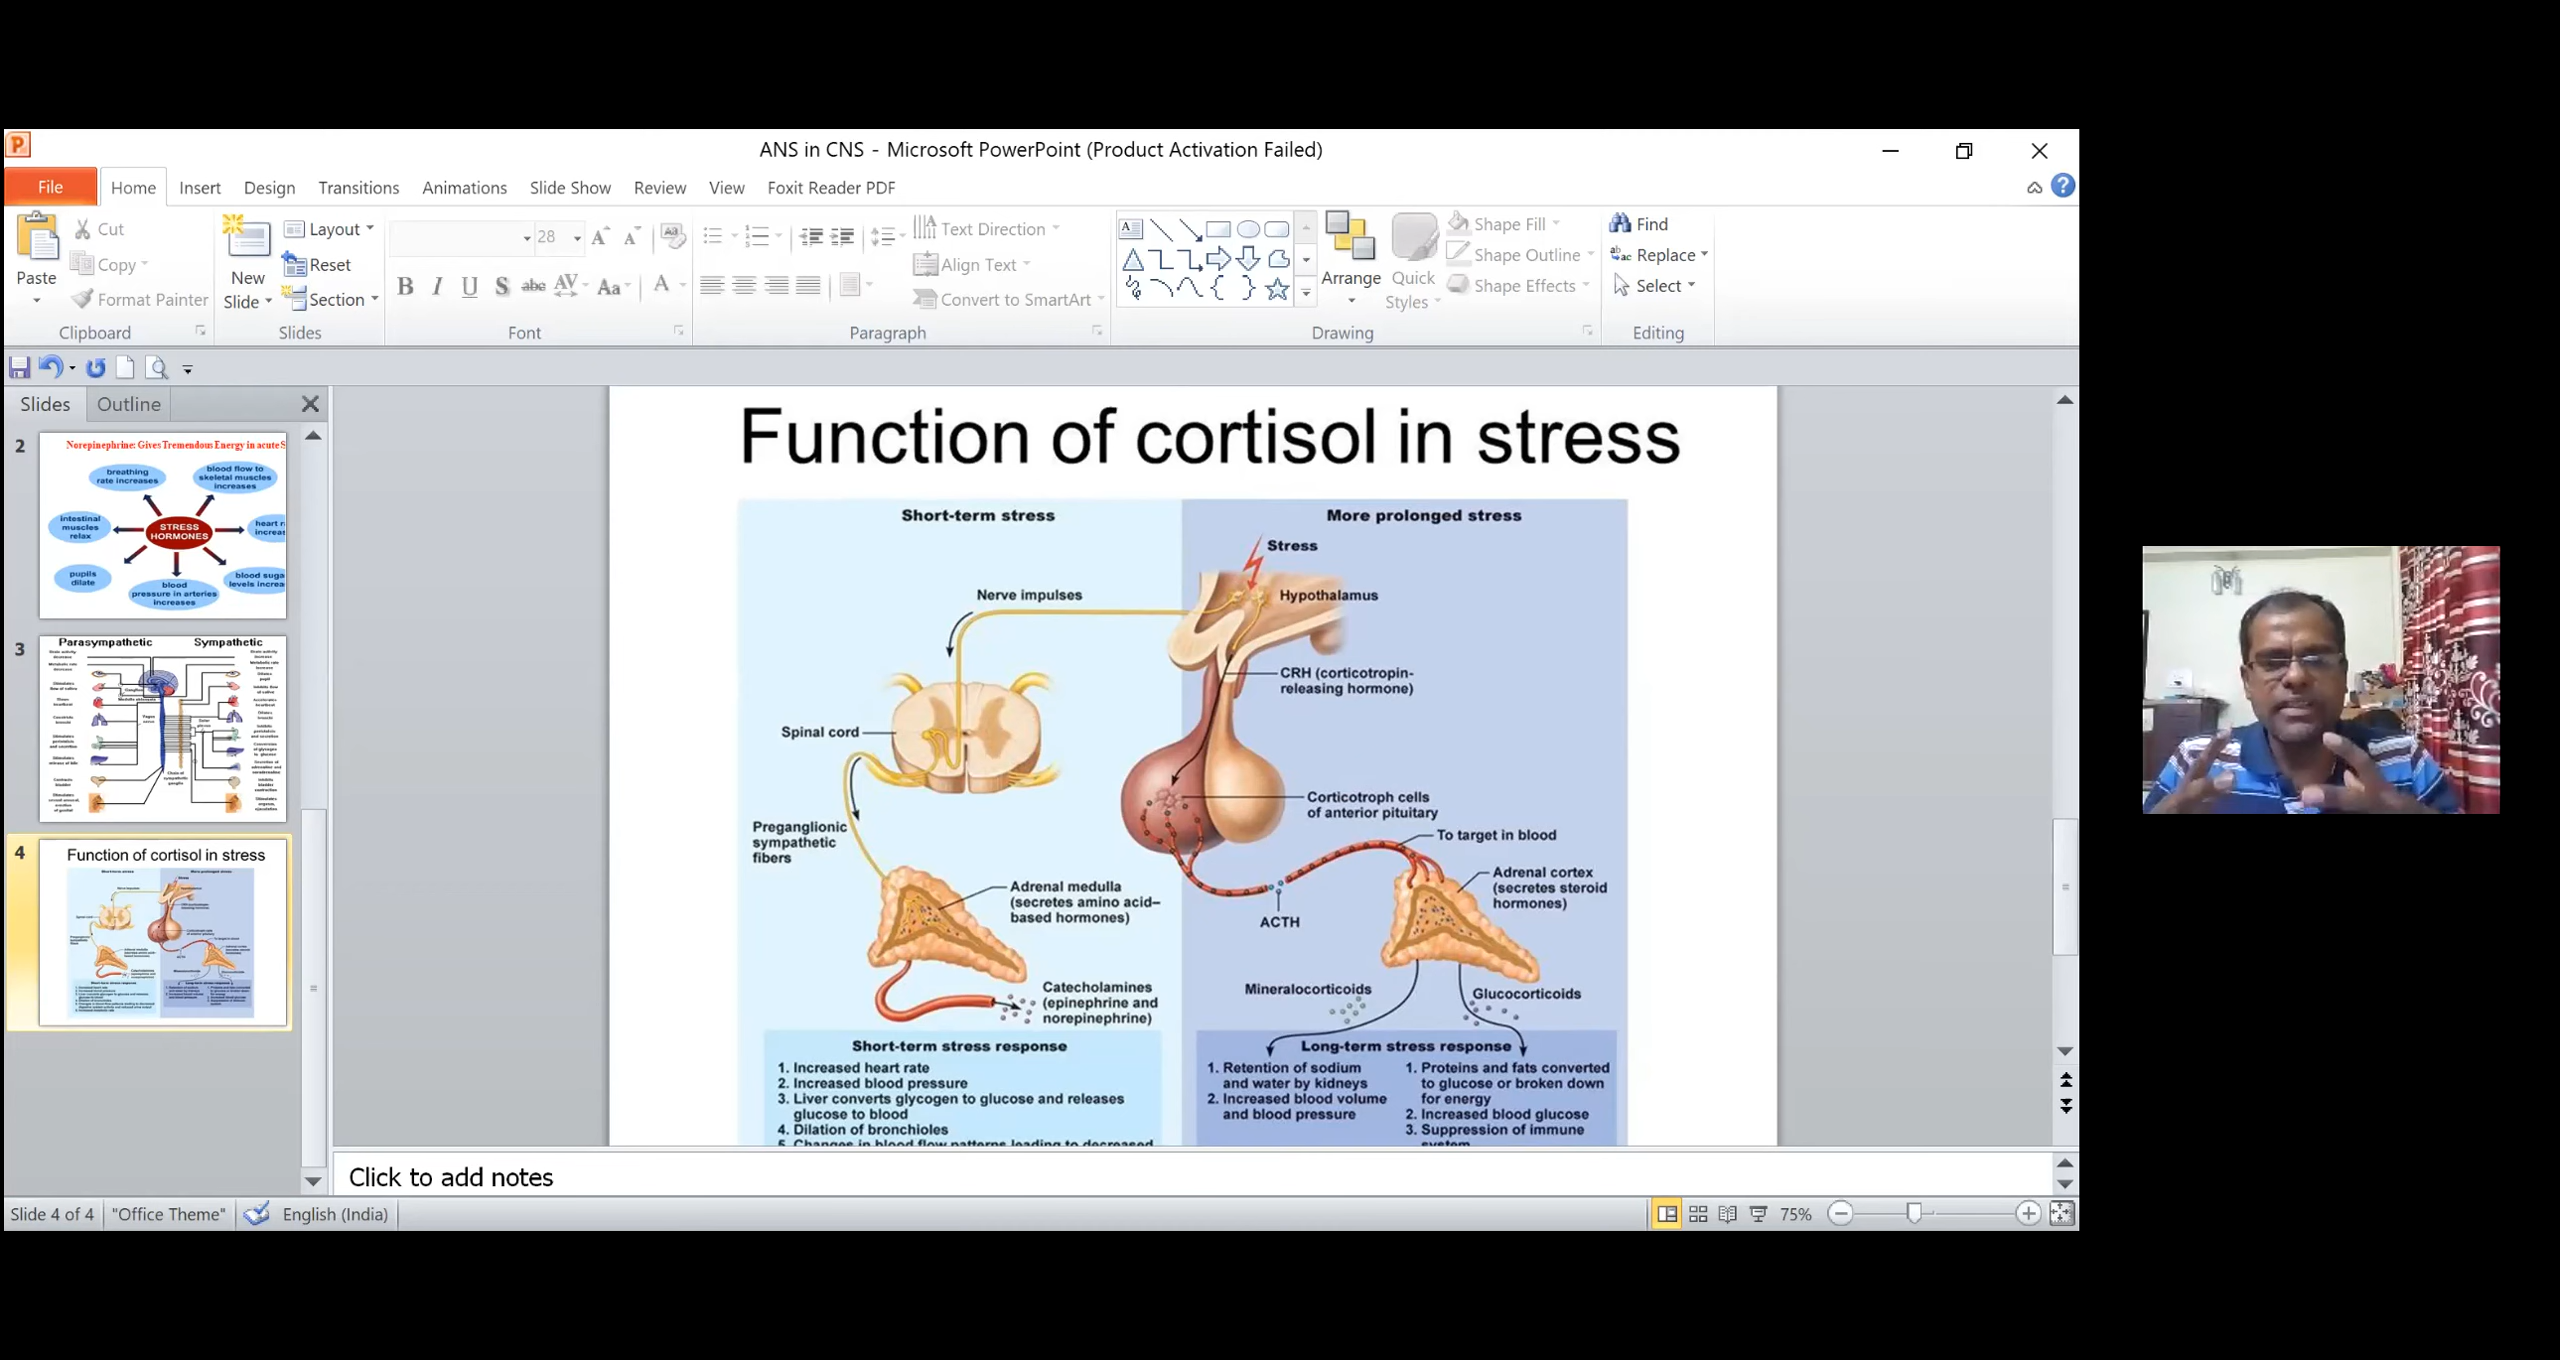 ANS in CNS - Microsoft PowerPoint (Product Activation Failed)
File Home Insert Design Transitions Animations Slide Show Review View Foxit Reader PDF
Paste
Cut
Copy
Format Painter
Clipboard
New
Slide
Layout
Reset
Section
Slides
28
B I U S abc AV Aa A
Font
Text Direction
Align Text
Convert to SmartArt
Paragraph
Arrange
Quick
Styles
Shape Fill
Shape Outline
Shape Effects
Drawing
Find
Replace
Select
Editing
Slides Outline
2
Norepinephrine: Gives Tremendous Energy in acute S
breathing
rate increases
blood flow to
skeletal muscles
increases
intestinal
muscles
relax
STRESS
HORMONES
heart r
increas
pupils
dilate
blood
pressure in arteries
increases
blood suga
levels increa
3
Parasympathetic Sympathetic
4
Function of cortisol in stress
Function of cortisol in stress
Short-term stress
More prolonged stress
Stress
Nerve impulses
Hypothalamus
CRH (corticotropin-
releasing hormone)
Spinal cord
Corticotroph cells
of anterior pituitary
To target in blood
Preganglionic
sympathetic
fibers
Adrenal medulla
(secretes amino acid–
based hormones)
Adrenal cortex
(secretes steroid
hormones)
ACTH
Catecholamines
(epinephrine and
norepinephrine)
Mineralocorticoids
Glucocorticoids
Short-term stress response
1. Increased heart rate
2. Increased blood pressure
3. Liver converts glycogen to glucose and releases
glucose to blood
4. Dilation of bronchioles
5. Changes in blood flow patterns leading to decreased
Long-term stress response
1. Retention of sodium
and water by kidneys
2. Increased blood volume
and blood pressure
1. Proteins and fats converted
to glucose or broken down
for energy
2. Increased blood glucose
3. Suppression of immune
system
Click to add notes
Slide 4 of 4 "Office Theme" English (India) 75%